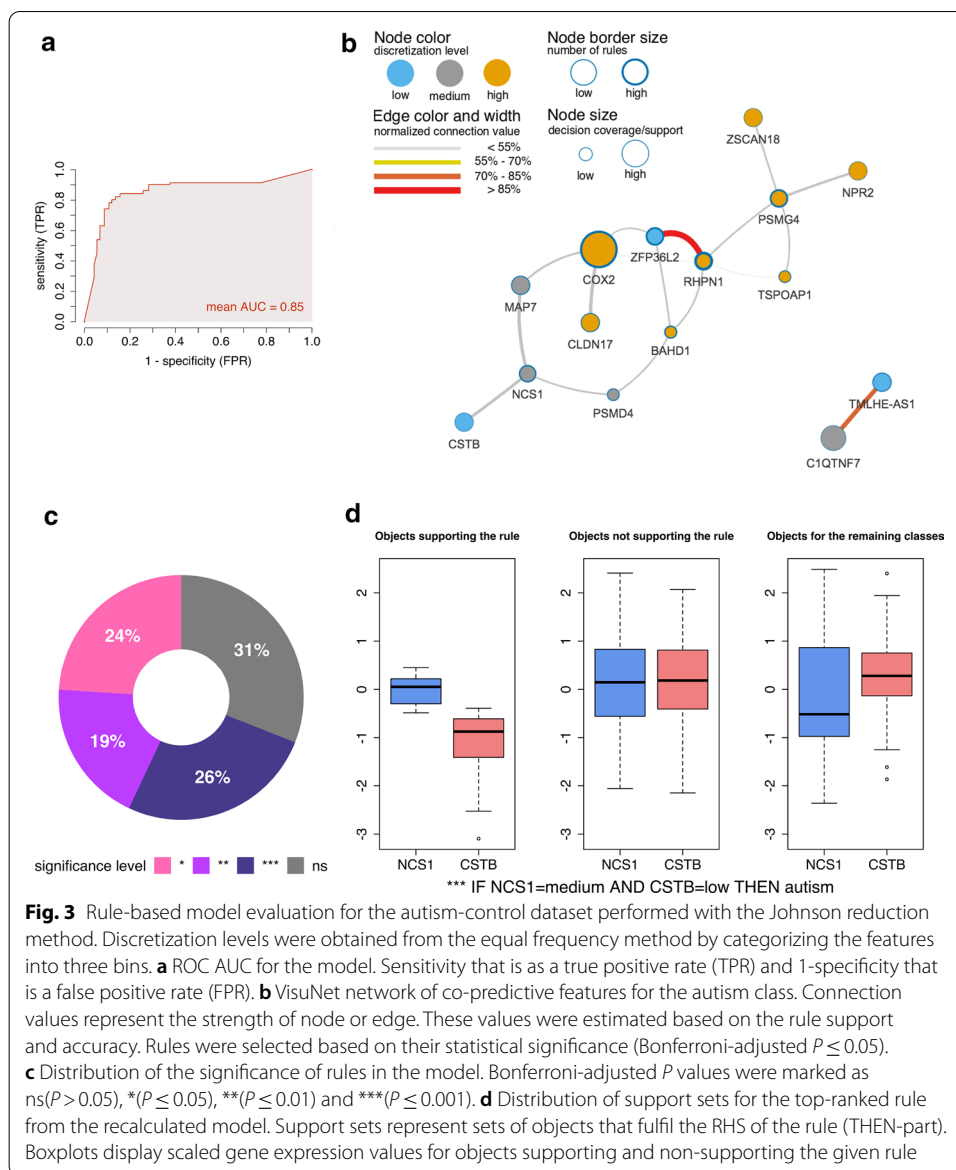 a
1.0
0.8
0.6
0.4
0.2
0.0
sensitivity (TPR)
mean AUC = 0.85
0.0 0.2 0.4 0.6 0.8 1.0
1 - specificity (FPR)
b
Node color
discretization level
low medium high
Edge color and width
normalized connection value
< 55%
55% - 70%
70% - 85%
> 85%
Node border size
number of rules
low high
Node size
decision coverage/support
low high
ZSCAN18
NPR2
PSMG4
ZFP36L2
COX2
RHPN1
TSPOAP1
MAP7
CLDN17
BAHD1
NCS1
PSMD4
CSTB
TMLHE-AS1
C1QTNF7
c
24%
31%
19%
26%
significance level * ** *** ns
d
Objects supporting the rule
Objects not supporting the rule
Objects for the remaining classes
2
1
0
-1
-2
-3
NCS1 CSTB
2
1
0
-1
-2
-3
NCS1 CSTB
2
1
0
-1
-2
-3
NCS1 CSTB
*** IF NCS1=medium AND CSTB=low THEN autism
Fig. 3 Rule-based model evaluation for the autism-control dataset performed with the Johnson reduction
method. Discretization levels were obtained from the equal frequency method by categorizing the features
into three bins. a ROC AUC for the model. Sensitivity that is as a true positive rate (TPR) and 1-specificity that
is a false positive rate (FPR). b VisuNet network of co-predictive features for the autism class. Connection
values represent the strength of node or edge. These values were estimated based on the rule support
and accuracy. Rules were selected based on their statistical significance (Bonferroni-adjusted P ≤ 0.05).
c Distribution of the significance of rules in the model. Bonferroni-adjusted P values were marked as
ns(P > 0.05), *(P ≤ 0.05), **(P ≤ 0.01) and ***(P ≤ 0.001). d Distribution of support sets for the top-ranked rule
from the recalculated model. Support sets represent sets of objects that fulfil the RHS of the rule (THEN-part).
Boxplots display scaled gene expression values for objects supporting and non-supporting the given rule